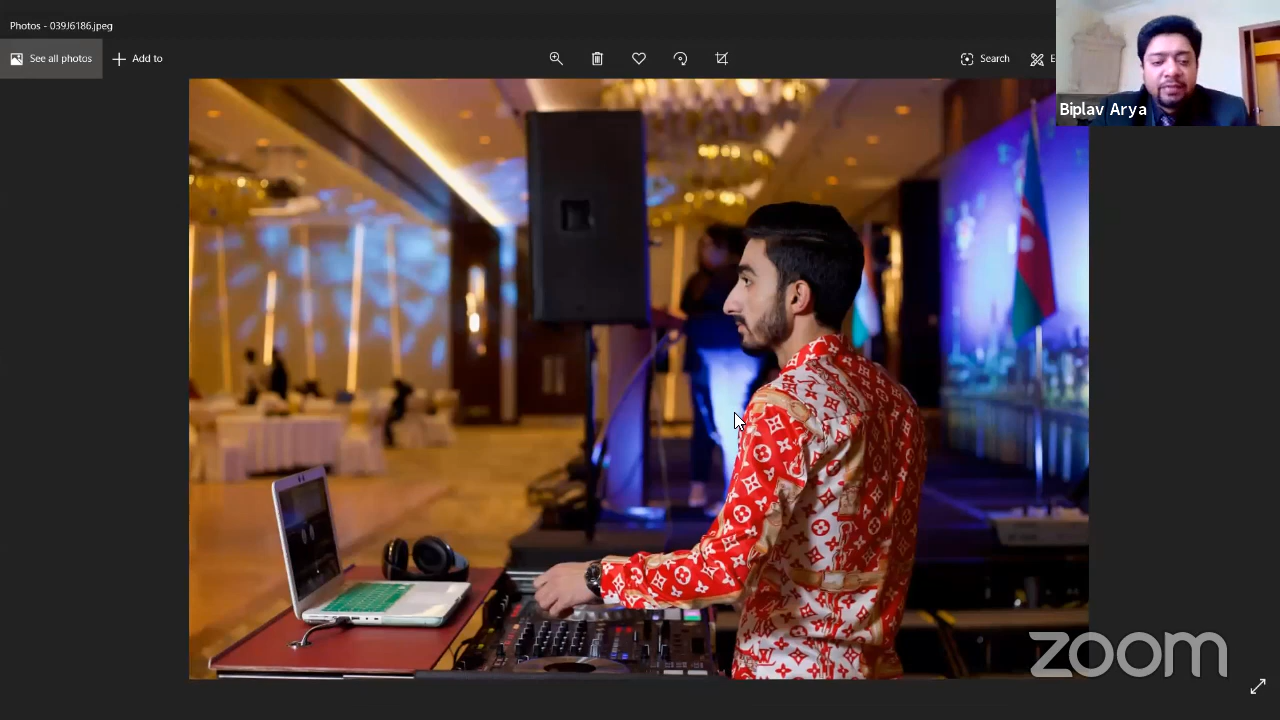 Photos - 039J6186.jpeg
See all photos
Add to
Search
E
Biplav Arya
zoom